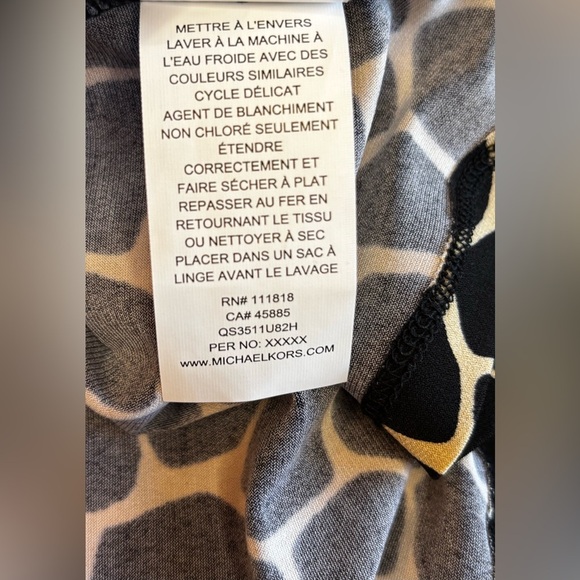 METTRE À L'ENVERS
LAVER À LA MACHINE À
L'EAU FROIDE AVEC DES
COULEURS SIMILAIRES
CYCLE DÉLICAT
AGENT DE BLANCHIMENT
NON CHLORÉ SEULEMENT
ÉTENDRE
CORRECTEMENT ET
FAIRE SÉCHER À PLAT
REPASSER AU FER EN
RETOURNANT LE TISSU
OU NETTOYER À SEC
PLACER DANS UN SAC À
LINGE AVANT LE LAVAGE
RN# 111818
CA# 45885
QS3511U82H
PER NO: XXXXX
WWW.MICHAELKORS.COM